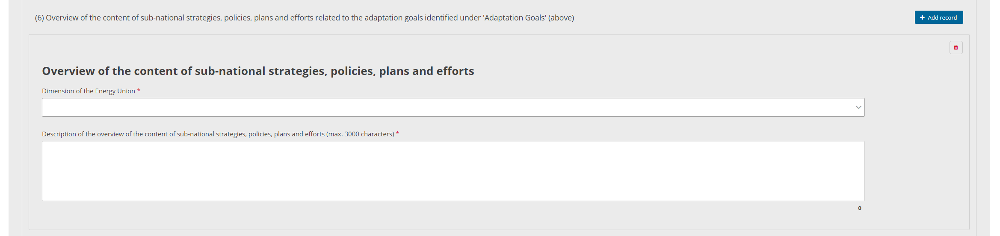 (6) Overview of the content of sub-national strategies, policies, plans and efforts related to the adaptation goals identified under 'Adaptation Goals' (above)
Add record
Overview of the content of sub-national strategies, policies, plans and efforts
Dimension of the Energy Union *
Description of the overview of the content of sub-national strategies, policies, plans and efforts (max. 3000 characters) *
0